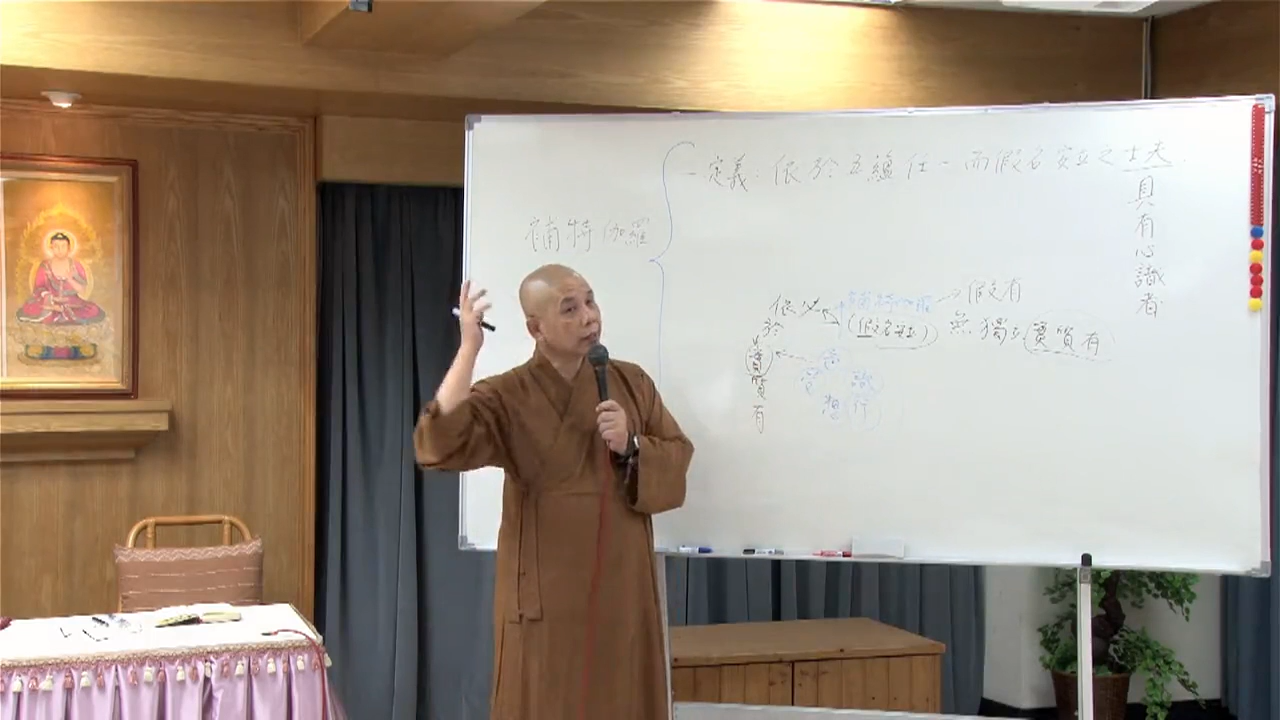 補特伽羅
一定義:依於五蘊任一而假名安立之士夫
具有心識者
補特伽羅→假有
(假名安立)
無獨立實質有
依
於
實質有
識
想 行